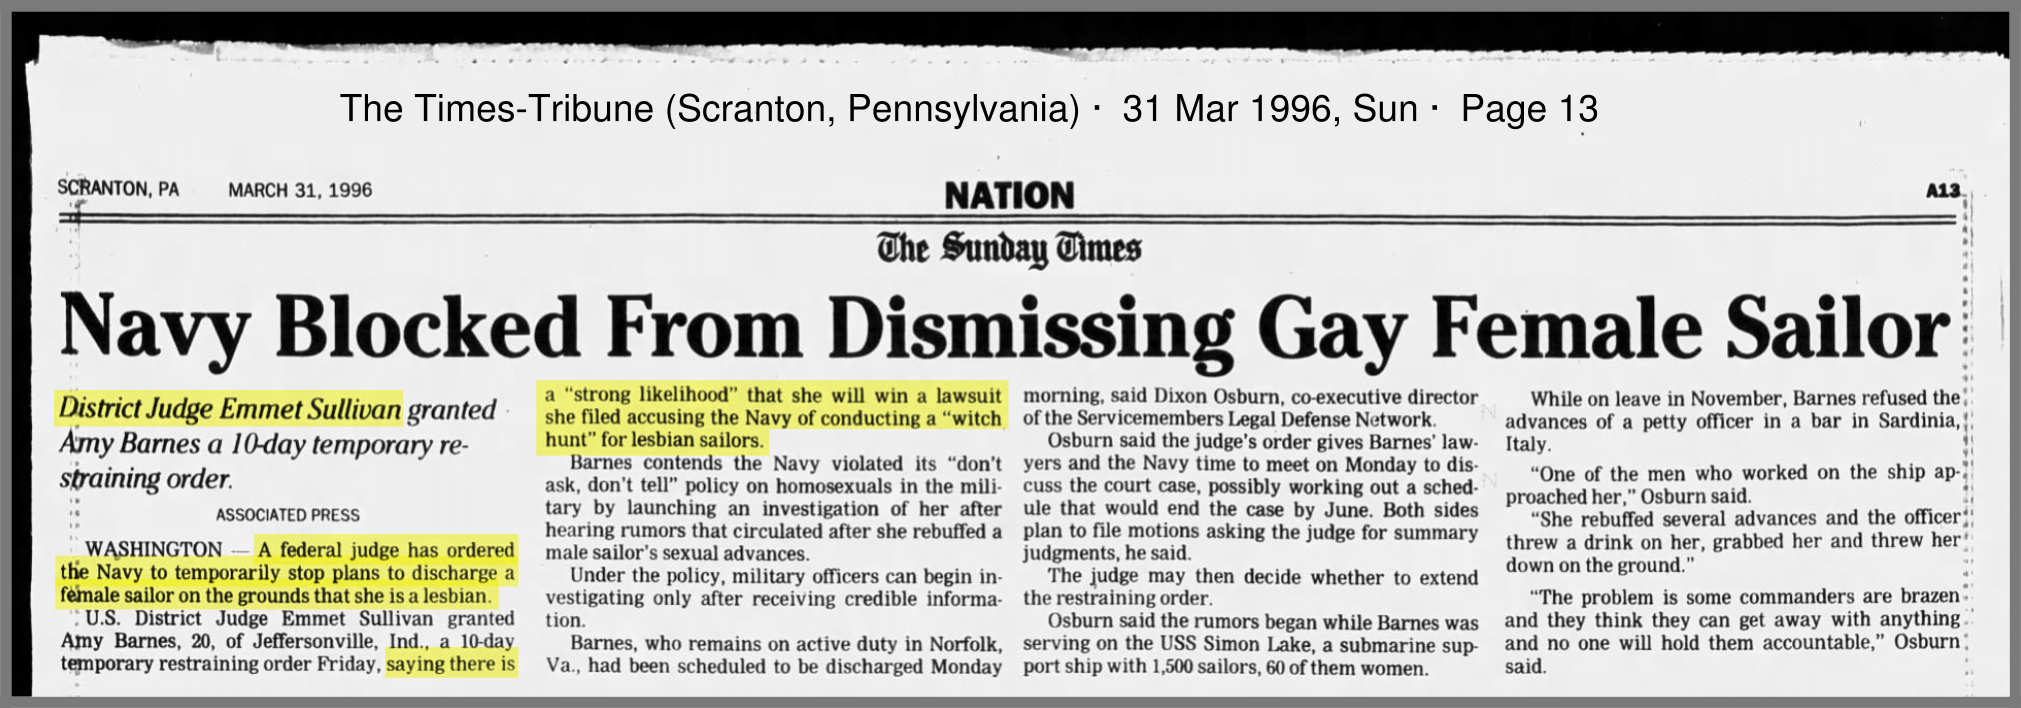 The Times-Tribune (Scranton, Pennsylvania) · 31 Mar 1996, Sun · Page 13
SCRANTON, PA MARCH 31, 1996 NATION A13
The Sunday Times
Navy Blocked From Dismissing Gay Female Sailor
District Judge Emmet Sullivan granted
Amy Barnes a 10-day temporary re-
straining order.
ASSOCIATED PRESS
WASHINGTON — A federal judge has ordered
the Navy to temporarily stop plans to discharge a
female sailor on the grounds that she is a lesbian.
U.S. District Judge Emmet Sullivan granted
Amy Barnes, 20, of Jeffersonville, Ind., a 10-day
temporary restraining order Friday, saying there is
a “strong likelihood” that she will win a lawsuit
she filed accusing the Navy of conducting a “witch
hunt” for lesbian sailors.
Barnes contends the Navy violated its “don't
ask, don't tell” policy on homosexuals in the mili-
tary by launching an investigation of her after
hearing rumors that circulated after she rebuffed a
male sailor's sexual advances.
Under the policy, military officers can begin in-
vestigating only after receiving credible informa-
tion.
Barnes, who remains on active duty in Norfolk,
Va., had been scheduled to be discharged Monday
morning, said Dixon Osburn, co-executive director
of the Servicemembers Legal Defense Network.
Osburn said the judge's order gives Barnes' law-
yers and the Navy time to meet on Monday to dis-
cuss the court case, possibly working out a sched-
ule that would end the case by June. Both sides
plan to file motions asking the judge for summary
judgments, he said.
The judge may then decide whether to extend
the restraining order.
Osburn said the rumors began while Barnes was
serving on the USS Simon Lake, a submarine sup-
port ship with 1,500 sailors, 60 of them women.
While on leave in November, Barnes refused the
advances of a petty officer in a bar in Sardinia,
Italy.
“One of the men who worked on the ship ap-
proached her,” Osburn said.
“She rebuffed several advances and the officer
threw a drink on her, grabbed her and threw her
down on the ground.”
“The problem is some commanders are brazen
and they think they can get away with anything
and no one will hold them accountable,” Osburn
said.